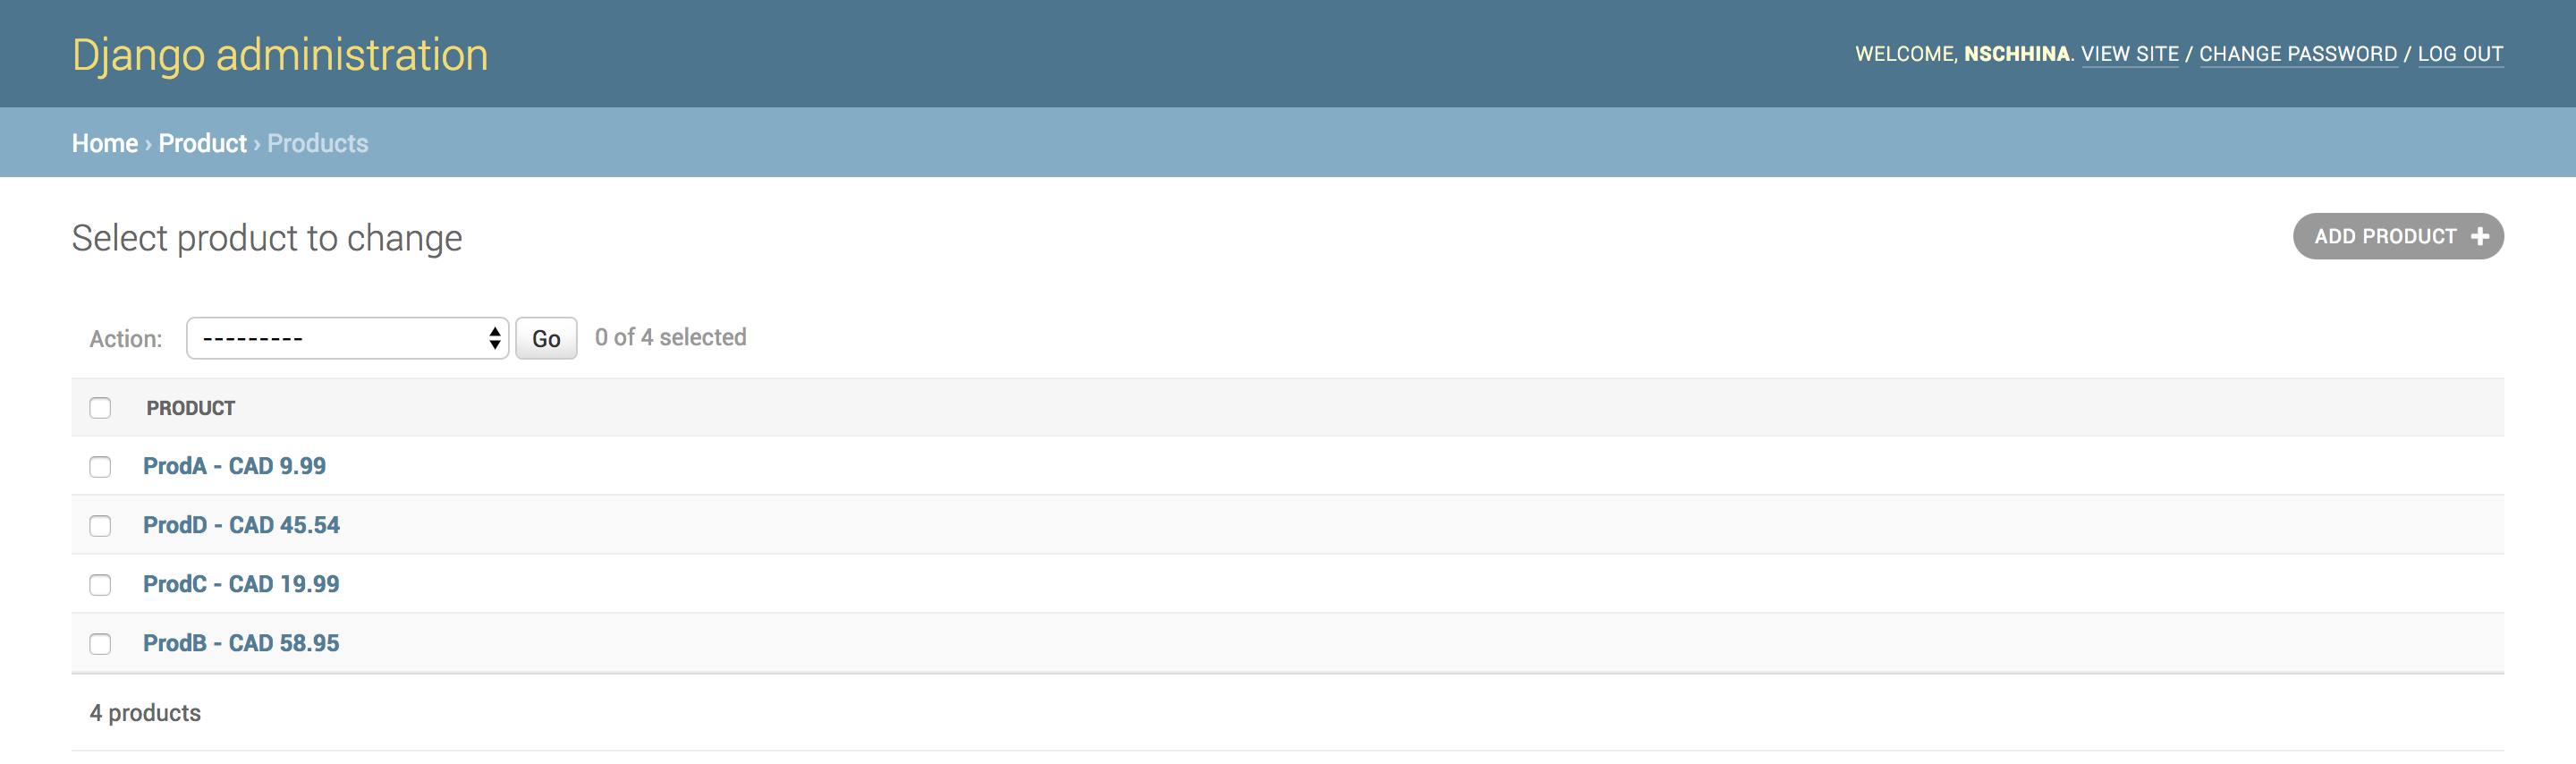 Django administration
WELCOME, NSCHHINA. VIEW SITE / CHANGE PASSWORD / LOG OUT
Home › Product › Products
Select product to change
ADD PRODUCT +
Action: --------- Go 0 of 4 selected
PRODUCT
ProdA - CAD 9.99
ProdD - CAD 45.54
ProdC - CAD 19.99
ProdB - CAD 58.95
4 products